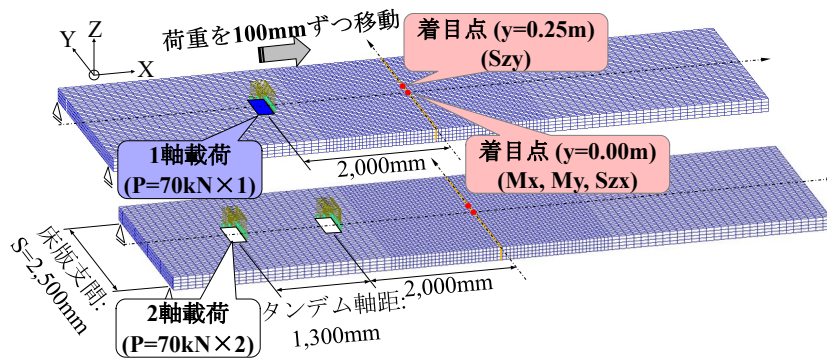 荷重を100mmずつ移動
Z
Y
X
着目点 (y=0.25m)
(Szy)
1軸載荷
(P=70kN×1)
2,000mm
着目点 (y=0.00m)
(Mx, My, Szx)
床版支間:
S=2,500mm
2軸載荷
(P=70kN×2)
タンデム軸距:
1,300mm
2,000mm